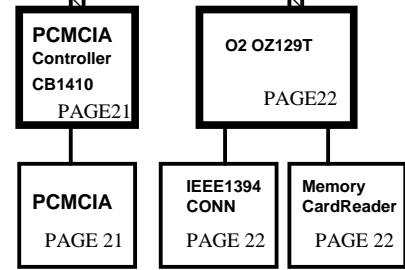 PCMCIA
Controller
CB1410
PAGE21
O2 OZ129T
PAGE22
PCMCIA
PAGE 21
IEEE1394
CONN
PAGE 22
Memory
CardReader
PAGE 22